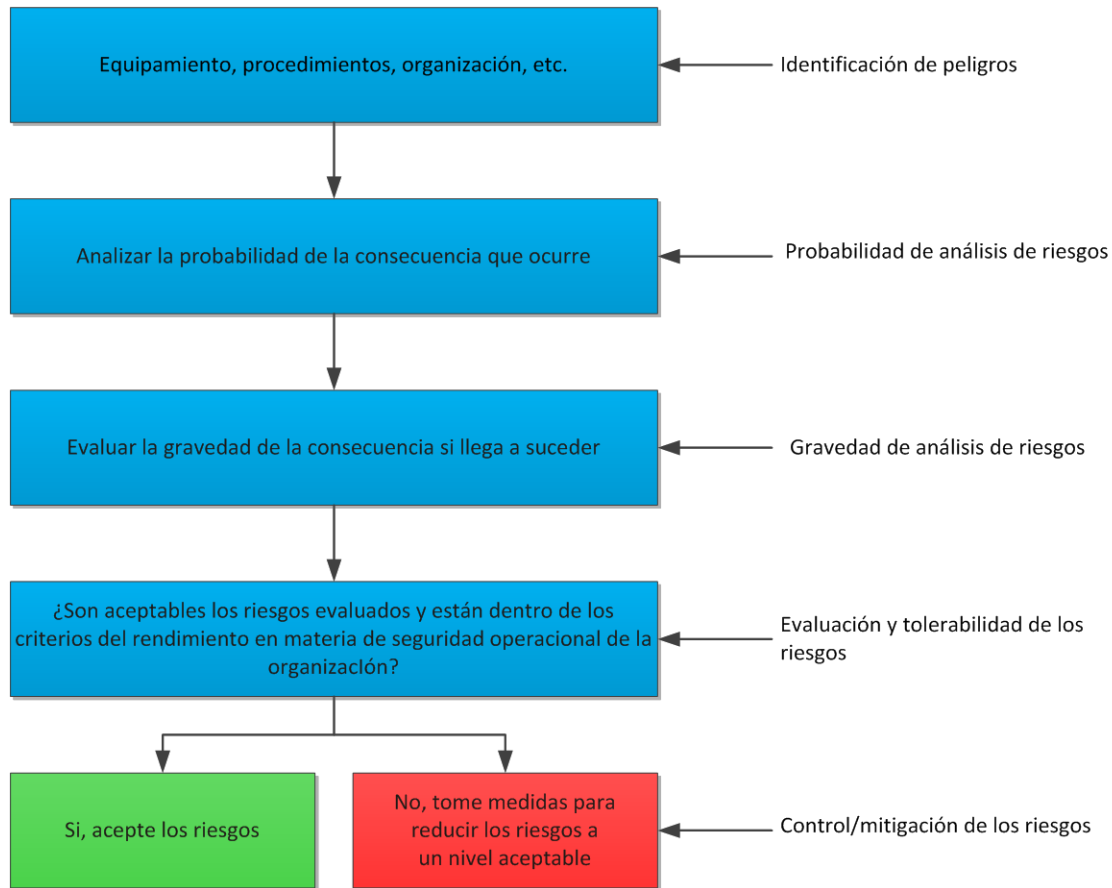 Equipamiento, procedimientos, organización, etc.
Identificación de peligros
Analizar la probabilidad de la consecuencia que ocurre
Probabilidad de análisis de riesgos
Evaluar la gravedad de la consecuencia si llega a suceder
Gravedad de análisis de riesgos
¿Son aceptables los riesgos evaluados y están dentro de los
criterios del rendimiento en materia de seguridad operacional de la
organizacIón?
Evaluación y tolerabilidad de los
riesgos
Si, acepte los riesgos
No, tome medidas para
reducir los riesgos a
un nivel aceptable
Control/mitigación de los riesgos